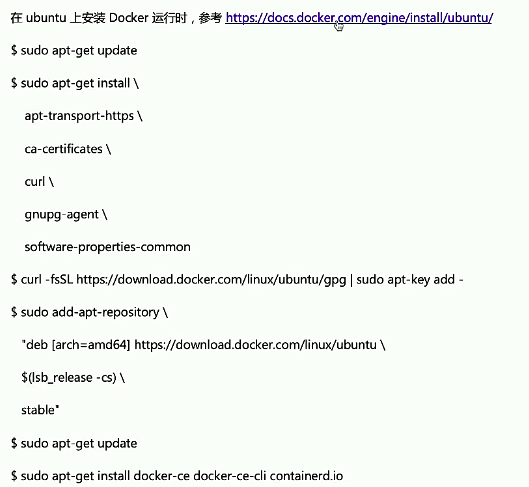 在 ubuntu 上安装 Docker 运行时，参考 https://docs.docker.com/engine/install/ubuntu/
$ sudo apt-get update
$ sudo apt-get install \
apt-transport-https \
ca-certificates \
curl \
gnupg-agent \
software-properties-common
$ curl -fsSL https://download.docker.com/linux/ubuntu/gpg | sudo apt-key add -
$ sudo add-apt-repository \
"deb [arch=amd64] https://download.docker.com/linux/ubuntu \
$(lsb_release -cs) \
stable"
$ sudo apt-get update
$ sudo apt-get install docker-ce docker-ce-cli containerd.io